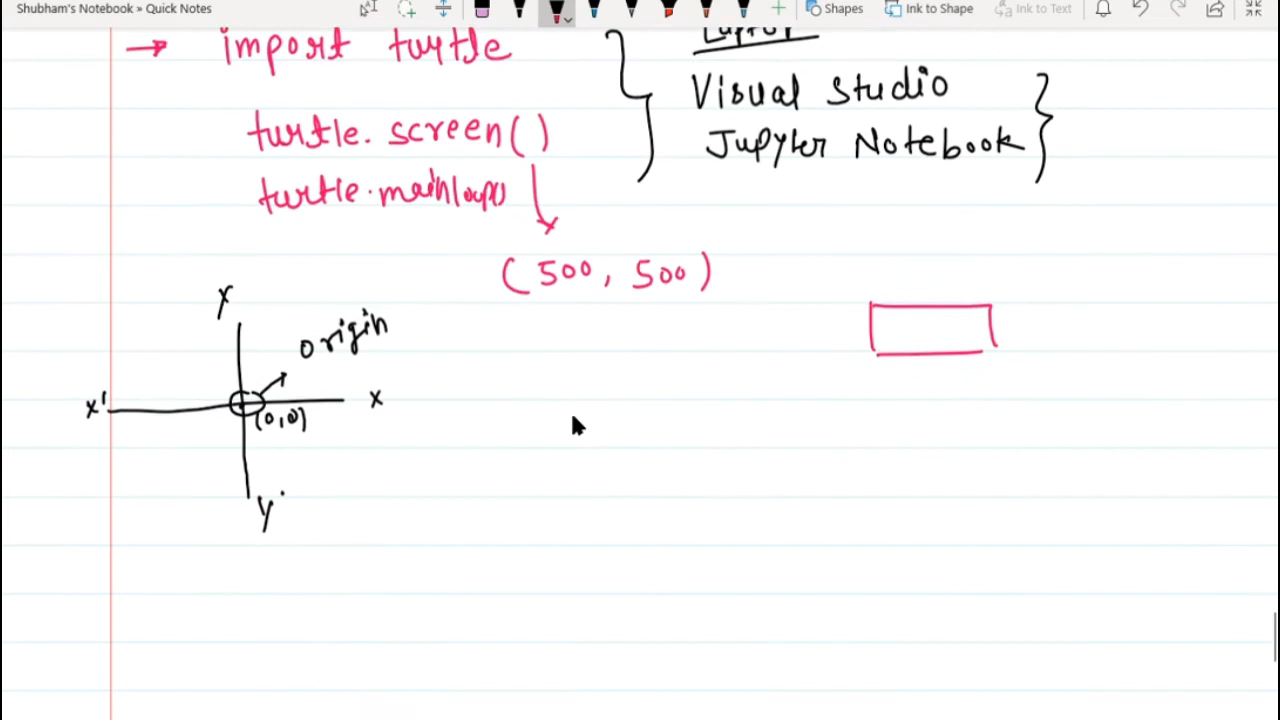 Shubham's Notebook » Quick Notes
Shapes
Ink to Shape
Ink to Text
→ import turtle
turtle.screen()
turtle.mainloop()
Laptop
Visual Studio
Jupyter Notebook
(500, 500)
Y
origin
x'
x
(0,0)
y'